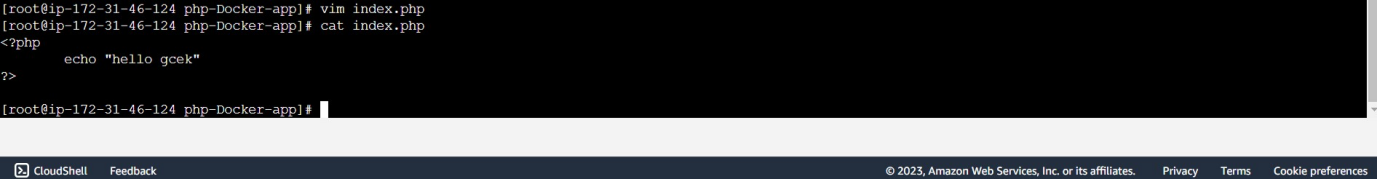 [root@ip-172-31-46-124 php-Docker-app]# vim index.php
[root@ip-172-31-46-124 php-Docker-app]# cat index.php
<?php
        echo "hello gcek"
?>
[root@ip-172-31-46-124 php-Docker-app]#
CloudShell Feedback © 2023, Amazon Web Services, Inc. or its affiliates. Privacy Terms Cookie preferences